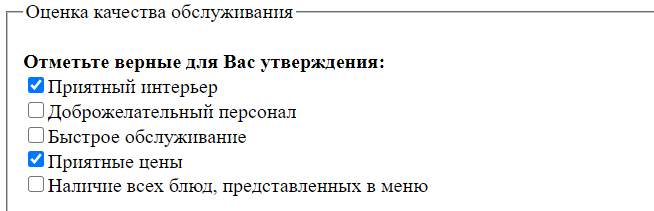 Оценка качества обслуживания
Отметьте верные для Вас утверждения:
Приятный интерьер
Доброжелательный персонал
Быстрое обслуживание
Приятные цены
Наличие всех блюд, представленных в меню